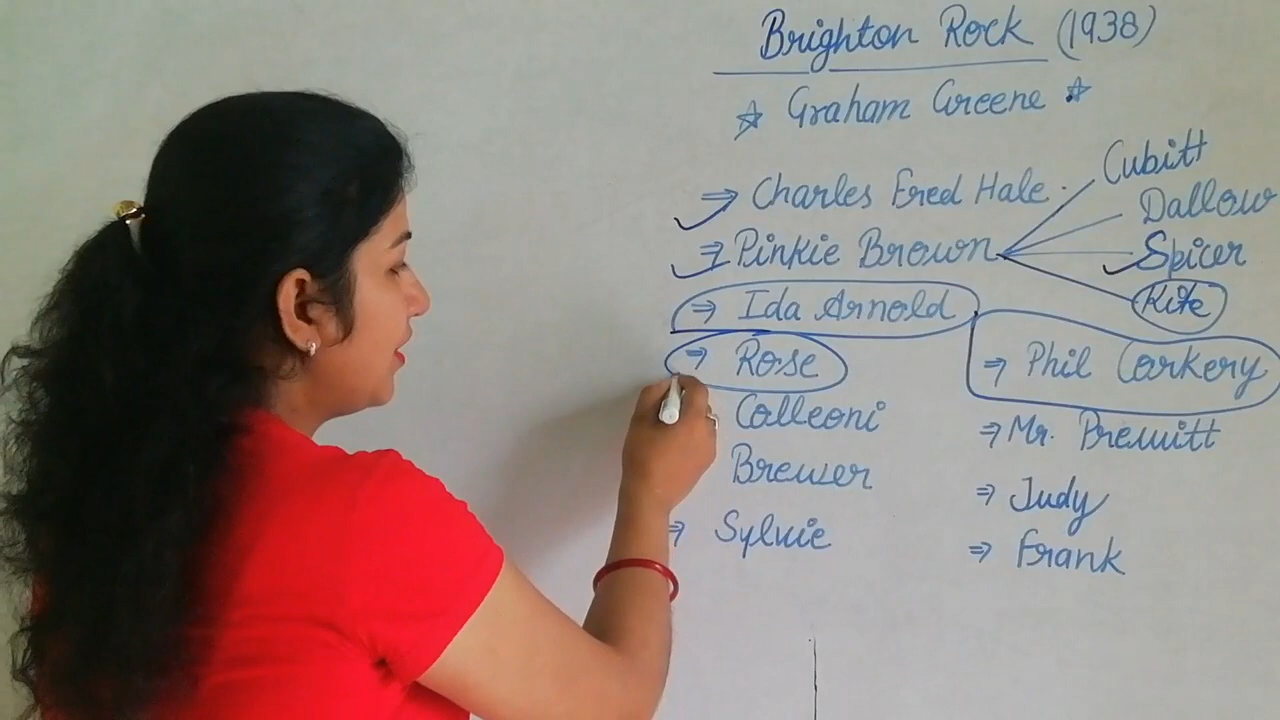 Brighton Rock (1938)
☆ Graham Greene ☆
⇒ Charles Fred Hale.
Cubitt
Dallow
⇒ Pinkie Brown
Spicer
Kite
⇒ Ida Arnold
⇒ Rose
⇒ Phil Corkery
Colleoni
⇒ Mr. Prewitt
Brewer
⇒ Judy
⇒ Sylvie
⇒ Frank